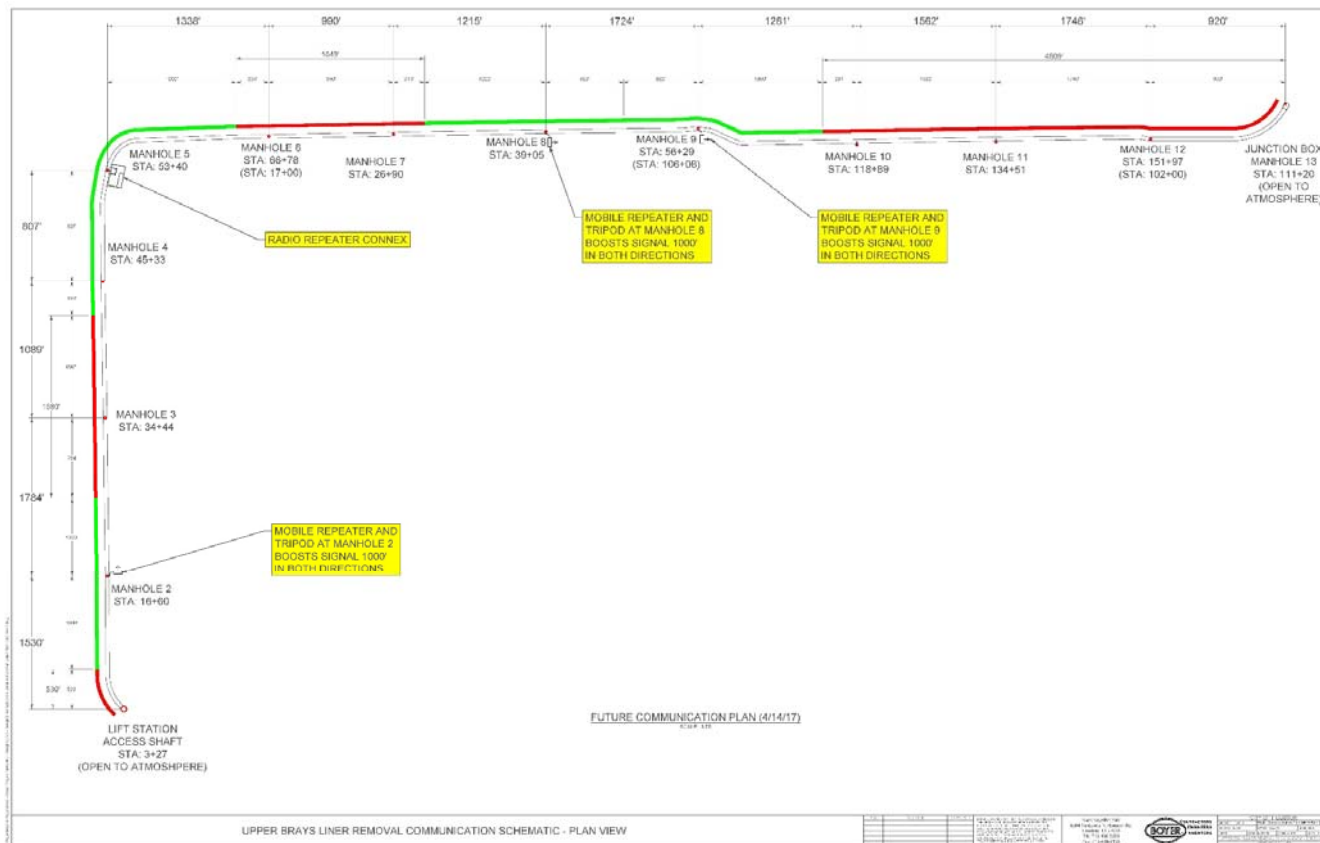 1338'
990'
1215'
1724'
1261'
1562'
1746'
920'
MANHOLE 5
STA: 53+40
MANHOLE 6
STA: 66+78
(STA: 17+00)
MANHOLE 7
STA: 26+90
MANHOLE 8
STA: 39+05
MANHOLE 9
STA: 56+29
(STA: 106+06)
MANHOLE 10
STA: 118+89
MANHOLE 11
STA: 134+51
MANHOLE 12
STA: 151+97
(STA: 102+00)
JUNCTION BOX
MANHOLE 13
STA: 111+20
(OPEN TO
ATMOSPHERE)
807'
MANHOLE 4
STA: 45+33
RADIO REPEATER CONNEX
MOBILE REPEATER AND
TRIPOD AT MANHOLE 8
BOOSTS SIGNAL 1000'
IN BOTH DIRECTIONS
MOBILE REPEATER AND
TRIPOD AT MANHOLE 9
BOOSTS SIGNAL 1000'
IN BOTH DIRECTIONS
1089'
MANHOLE 3
STA: 34+44
1784'
MOBILE REPEATER AND
TRIPOD AT MANHOLE 2
BOOSTS SIGNAL 1000'
IN BOTH DIRECTIONS
MANHOLE 2
STA: 16+60
1530'
530'
LIFT STATION
ACCESS SHAFT
STA: 3+27
(OPEN TO ATMOSHPERE)
FUTURE COMMUNICATION PLAN (4/14/17)
UPPER BRAYS LINER REMOVAL COMMUNICATION SCHEMATIC - PLAN VIEW
BOYER